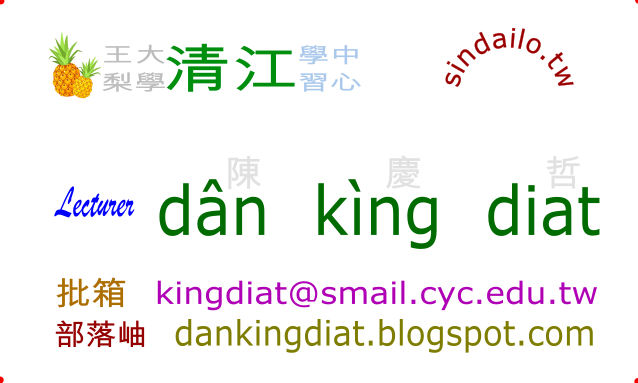 王梨大學清江學習中心
sindailo.tw
陳 慶 哲
Lecturer dân kìng diat
批箱 kingdiat@smail.cyc.edu.tw
部落岫 dankingdiat.blogspot.com